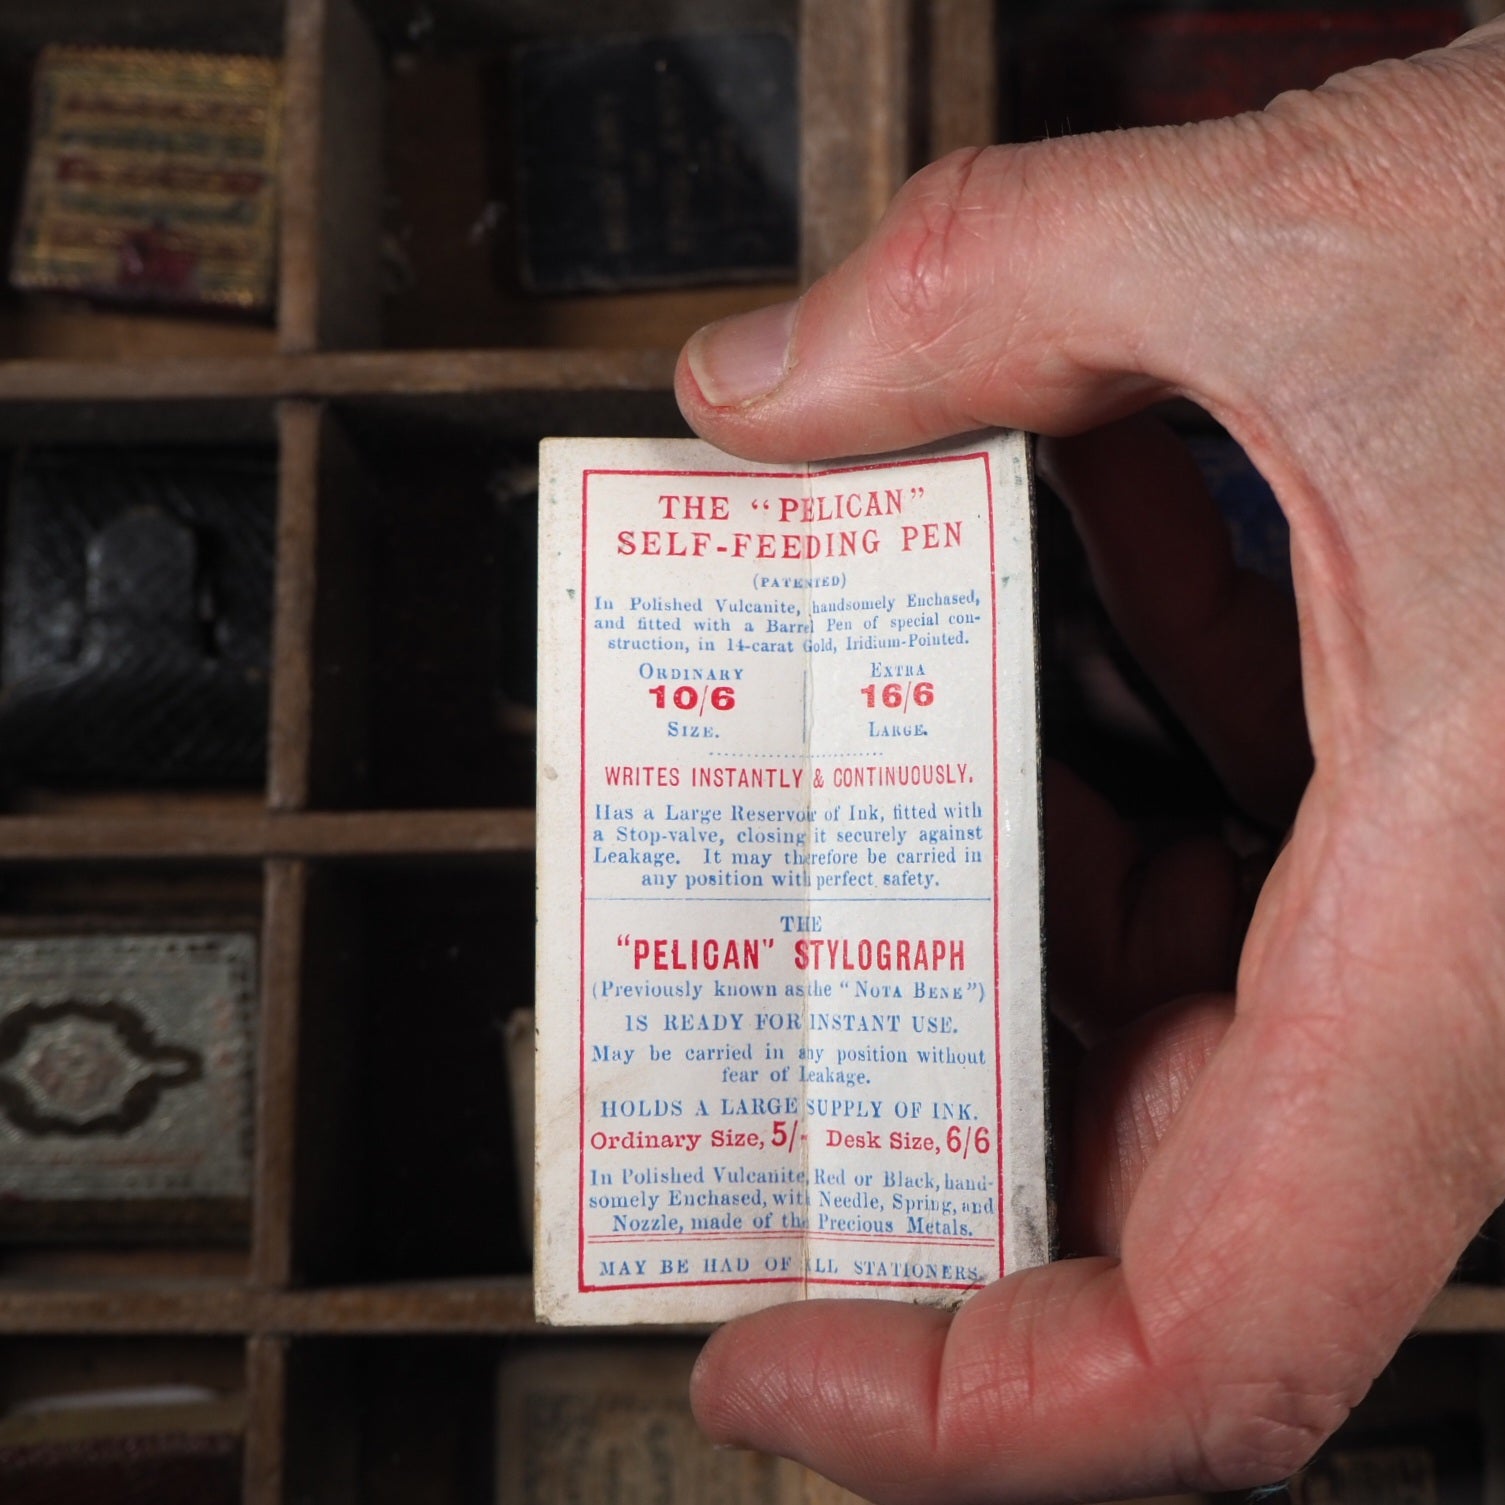 THE “PELICAN”
SELF-FEEDING PEN
(PATENTED)
In Polished Vulcanite, handsomely Enchased,
and fitted with a Barrel Pen of special con-
struction, in 14-carat Gold, Iridium-Pointed.
ORDINARY EXTRA
10/6 16/6
SIZE. LARGE.
WRITES INSTANTLY & CONTINUOUSLY.
Has a Large Reservoir of Ink, fitted with
a Stop-valve, closing it securely against
Leakage. It may therefore be carried in
any position with perfect safety.
THE
“PELICAN” STYLOGRAPH
(Previously known as the “NOTA BENE”)
IS READY FOR INSTANT USE.
May be carried in any position without
fear of Leakage.
HOLDS A LARGE SUPPLY OF INK.
Ordinary Size, 5/- Desk Size, 6/6
In Polished Vulcanite, Red or Black, hand-
somely Enchased, with Needle, Spring, and
Nozzle, made of the Precious Metals.
MAY BE HAD OF ALL STATIONERS.